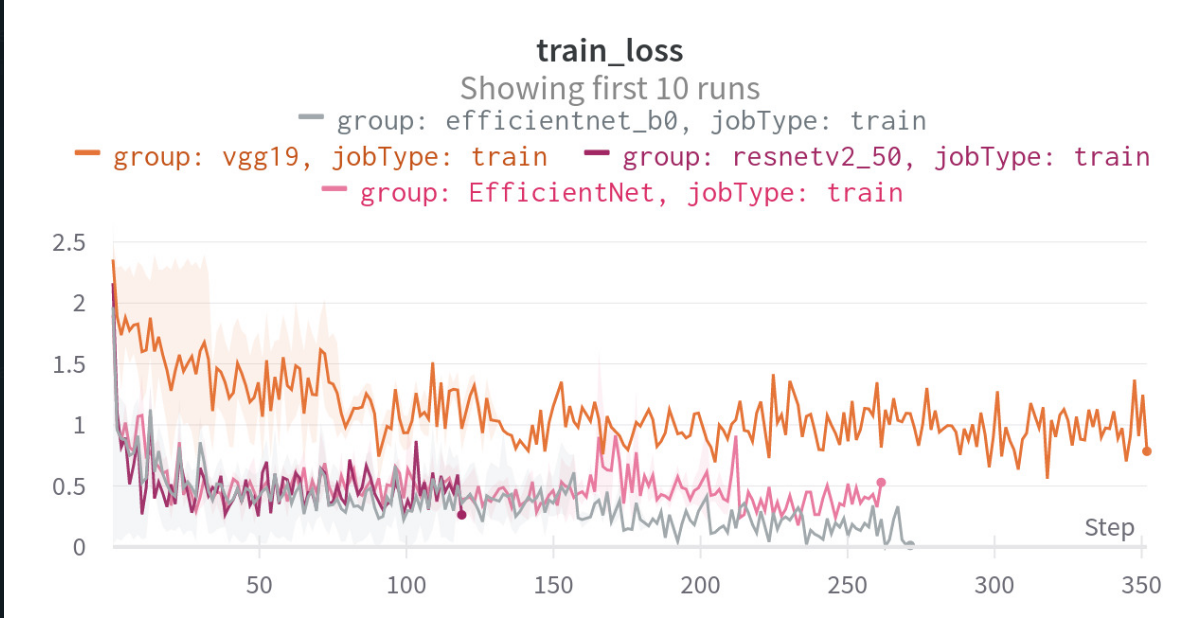 train_loss
Showing first 10 runs
group: efficientnet_b0, jobType: train
group: vgg19, jobType: train group: resnetv2_50, jobType: train
group: EfficientNet, jobType: train
2.5
2
1.5
1
0.5
0
Step
50 100 150 200 250 300 350